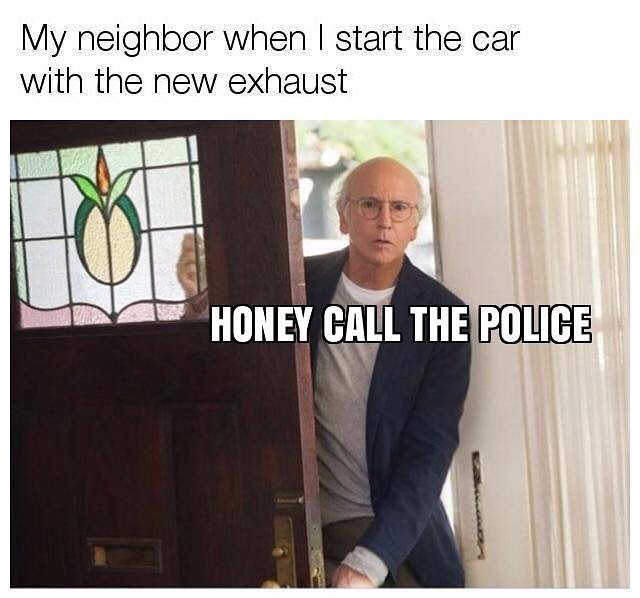 My neighbor when I start the car
with the new exhaust
HONEY CALL THE POLICE